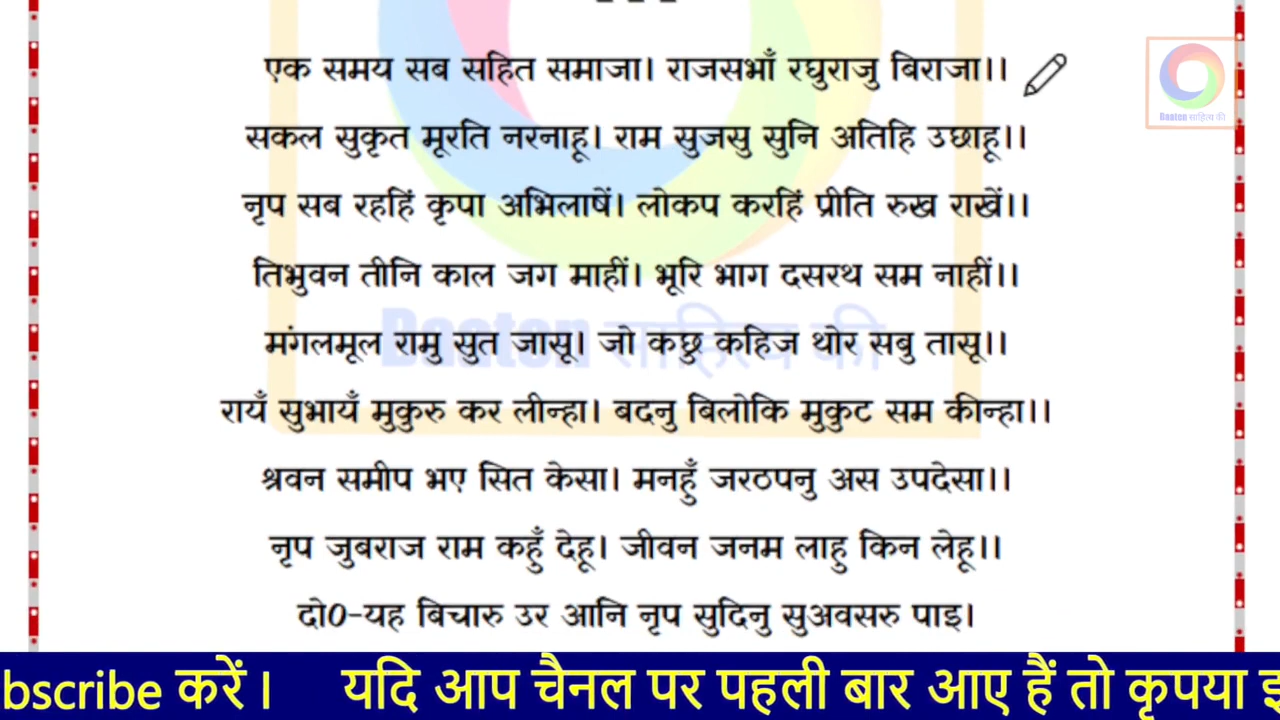 एक समय सब सहित समाजा। राजसभाँ रघुराजु बिराजा।।
सकल सुकृत मूरति नरनाहू। राम सुजसु सुनि अतिहि उछाहू।।
नृप सब रहहिं कृपा अभिलाषें। लोकप करहिं प्रीति रुख राखें।।
तिभुवन तीनि काल जग माहीं। भूरि भाग दसरथ सम नाहीं।।
मंगलमूल रामु सुत जासू। जो कछु कहिज थोर सबु तासू।।
रायँ सुभायँ मुकुरु कर लीन्हा। बदनु बिलोकि मुकुट सम कीन्हा।।
श्रवन समीप भए सित केसा। मनहुँ जरठपनु अस उपदेसा।।
नृप जुबराज राम कहुँ देहू। जीवन जनम लाहु किन लेहू।।
दो0-यह बिचारु उर आनि नृप सुदिनु सुअवसरु पाइ।
Daaton साहित्य की
Daaton साहित्य की
bscribe करें। यदि आप चैनल पर पहली बार आए हैं तो कृपया इ